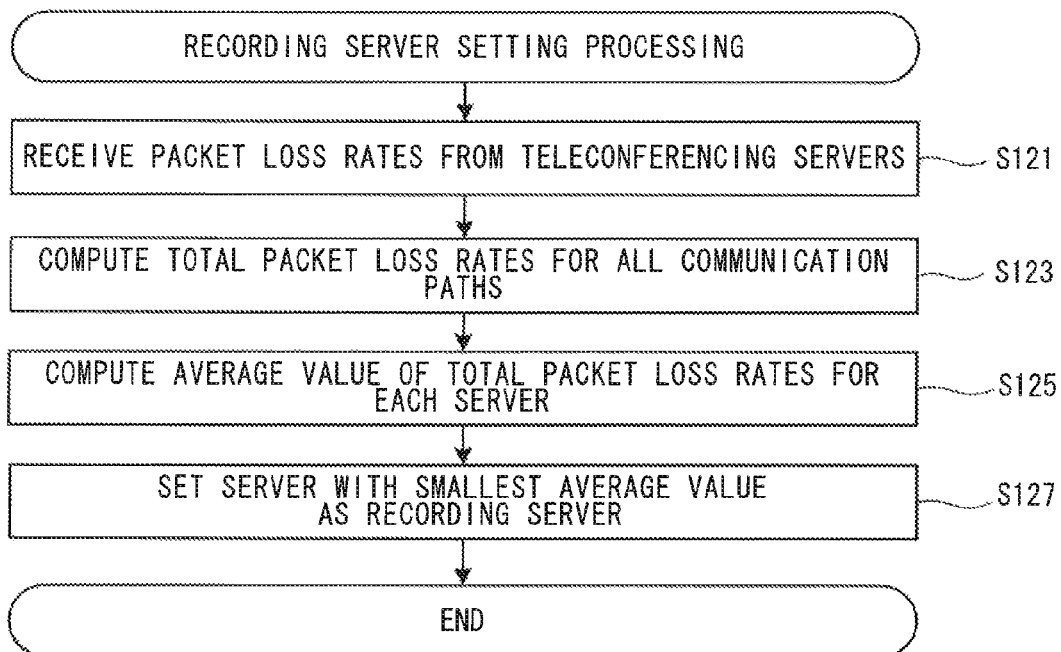 RECORDING SERVER SETTING PROCESSING
RECEIVE PACKET LOSS RATES FROM TELECONFERENCING SERVERS
S121
COMPUTE TOTAL PACKET LOSS RATES FOR ALL COMMUNICATION
PATHS
S123
COMPUTE AVERAGE VALUE OF TOTAL PACKET LOSS RATES FOR
EACH SERVER
S125
SET SERVER WITH SMALLEST AVERAGE VALUE
AS RECORDING SERVER
S127
END